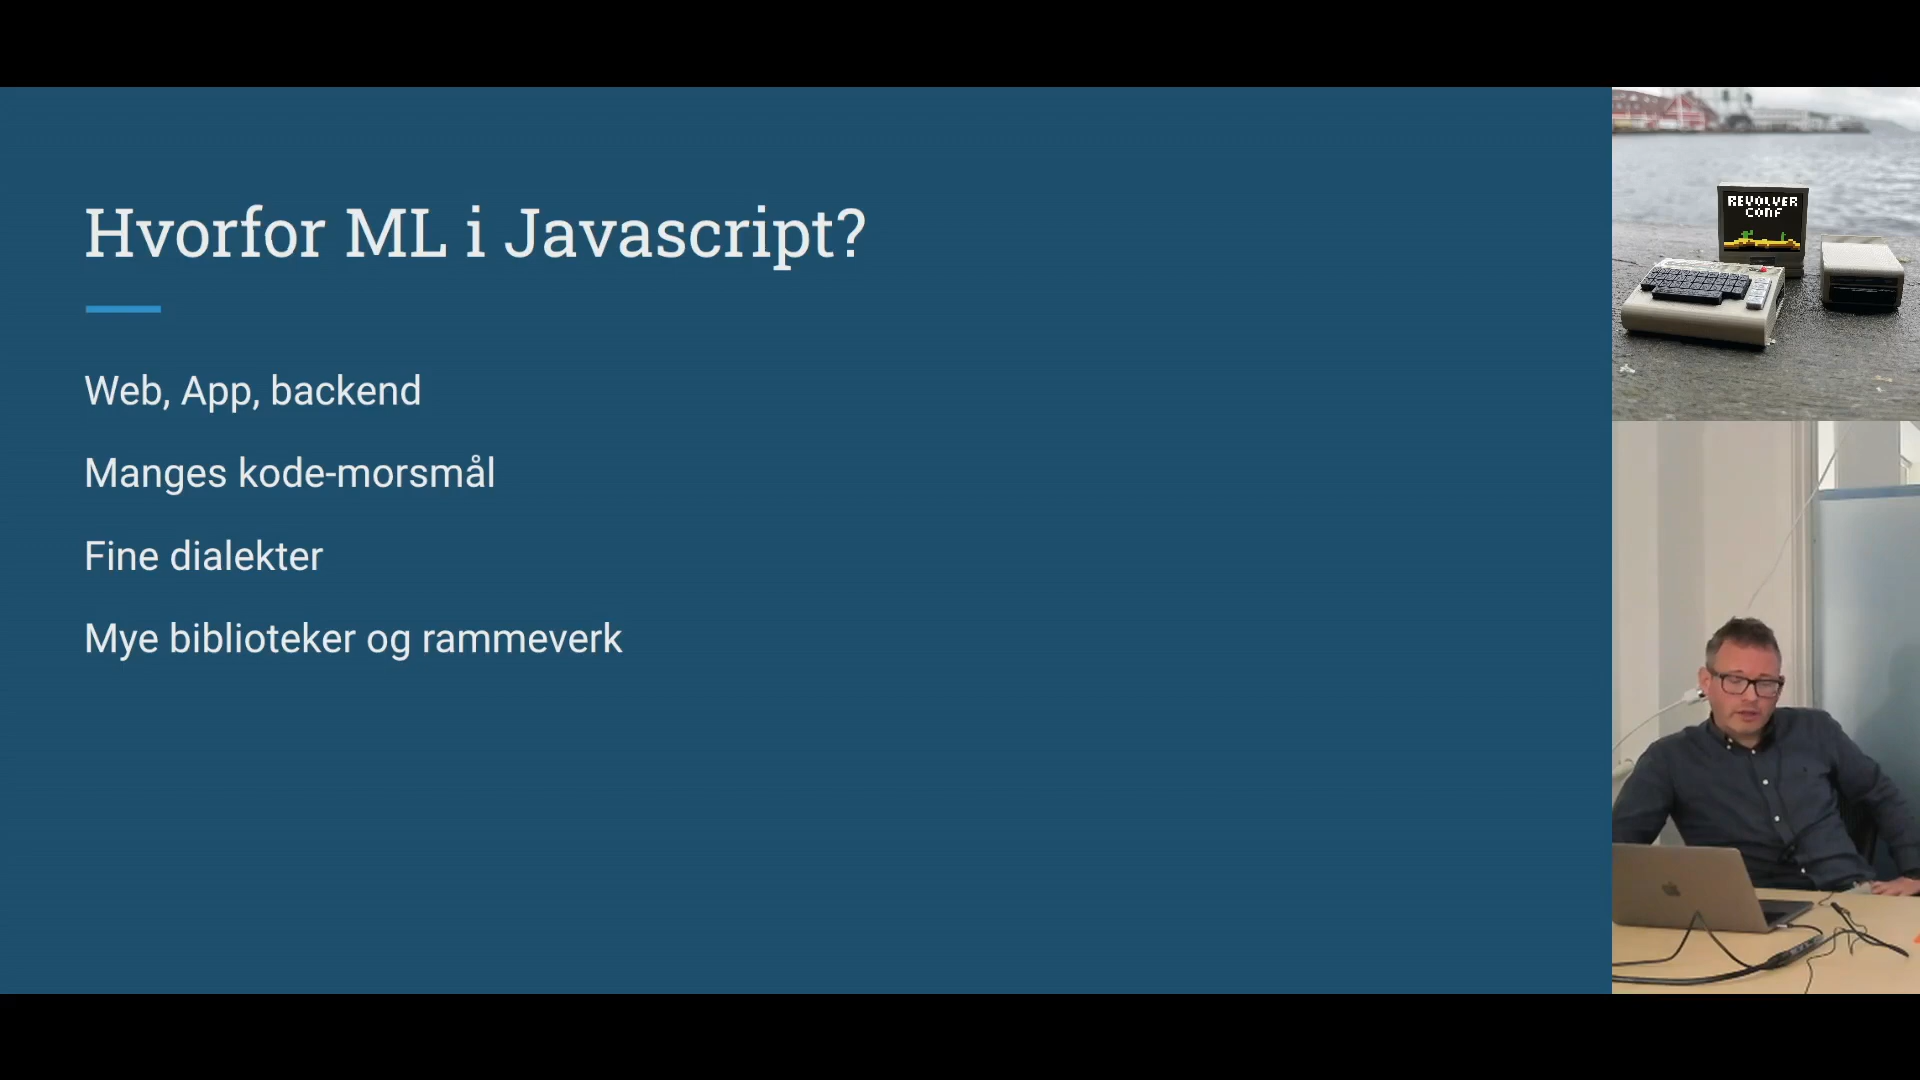 Hvorfor ML i Javascript?
Web, App, backend
Manges kode-morsmål
Fine dialekter
Mye biblioteker og rammeverk
REVOLVER
CONF